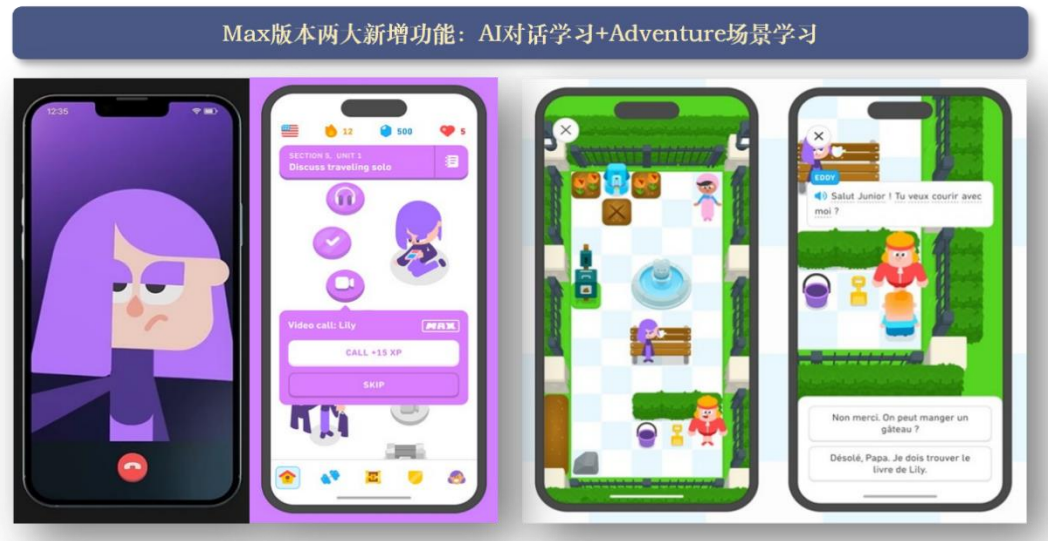 Max版本两大新增功能：AI对话学习+Adventure场景学习
12:35
12
500
5
SECTION 3, UNIT 1
Discuss traveling solo
Video call: Lily
MAX
CALL +15 XP
SKIP
EDDY
Salut Junior ! Tu veux courir avec
moi ?
Non merci. On peut manger un
gâteau ?
Désolé, Papa. Je dois trouver le
livre de Lily.